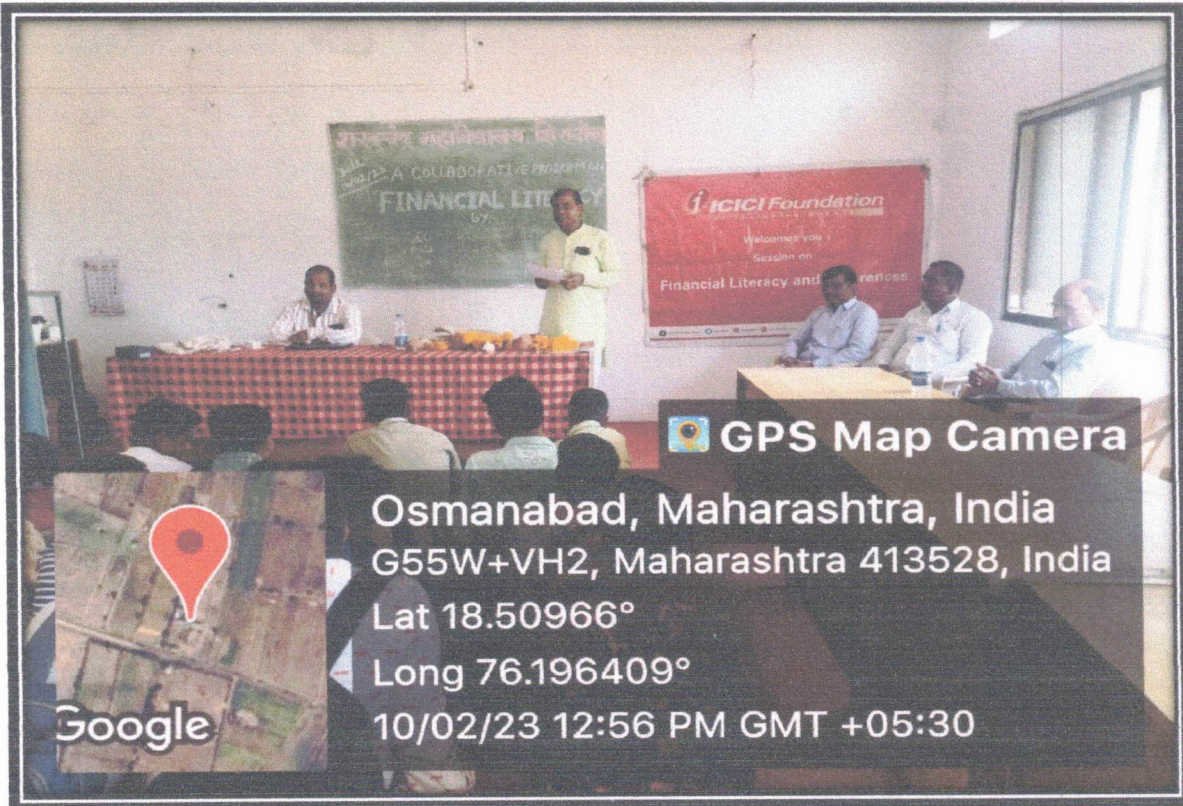 महाविद्यालय
A COLLABORATIVE PROGRAM ON
FINANCIAL LITERACY
BY
ICICI Foundation
Welcomes you
Session on
Financial Literacy and
GPS Map Camera
Osmanabad, Maharashtra, India
G55W+VH2, Maharashtra 413528, India
Lat 18.50966°
Long 76.196409°
10/02/23 12:56 PM GMT +05:30
Google